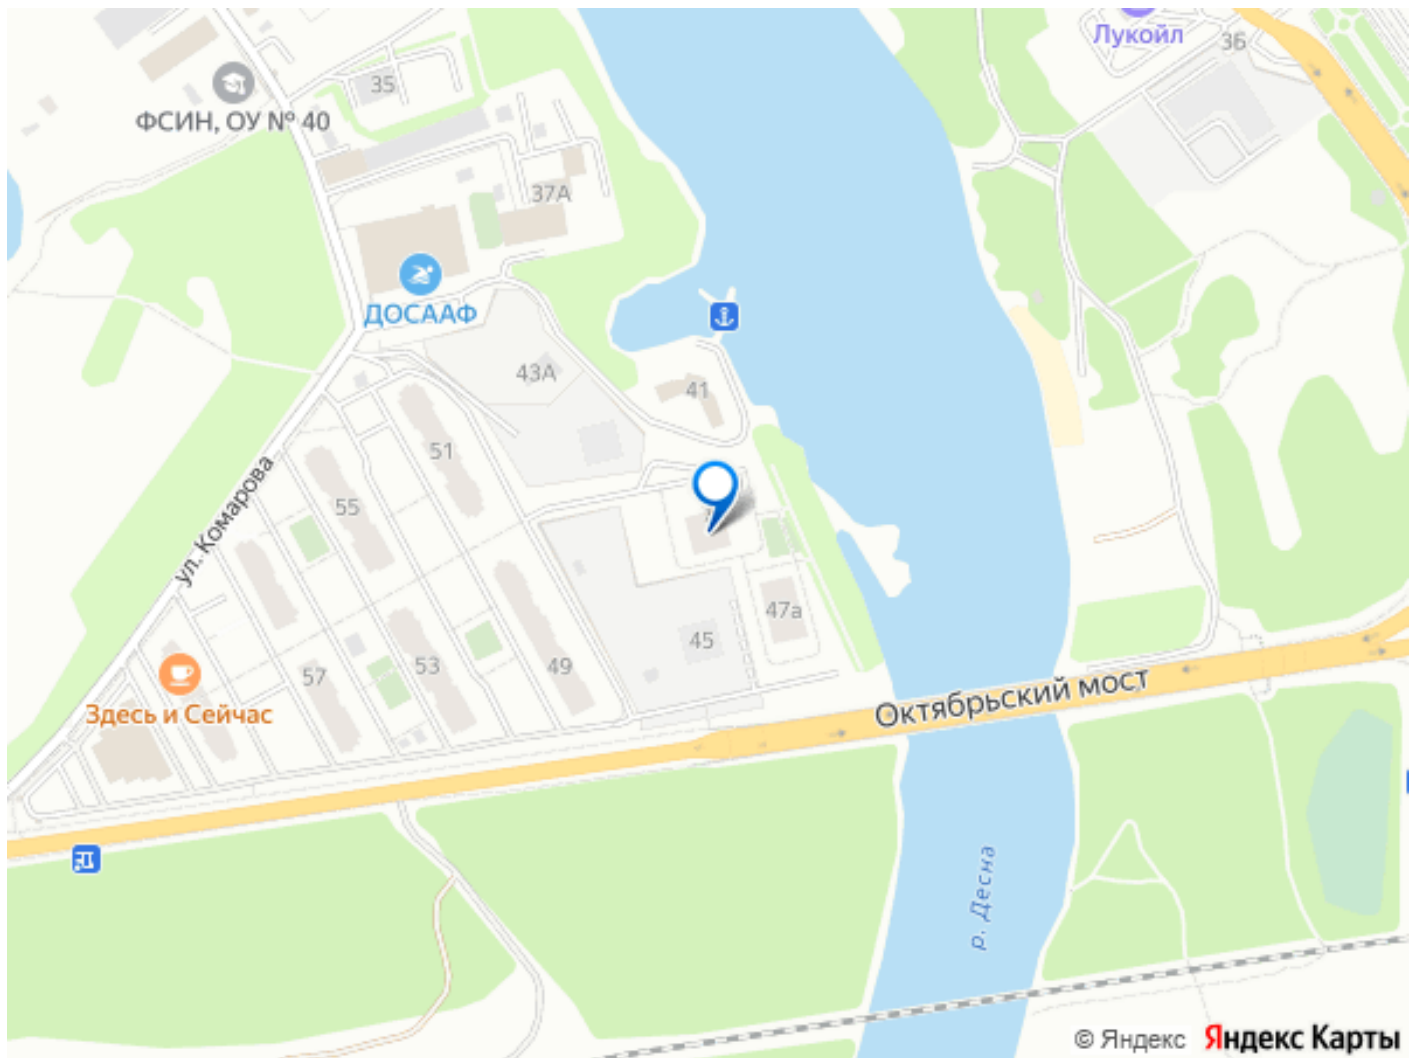 Лукойл
36
35
ФСИН, ОУ № 40
37А
ДОСААФ
43А
41
51
55
ул. Комарова
47а
45
53
49
57
Здесь и Сейчас
Октябрьский мост
р. Десна
© Яндекс Яндекс Карты